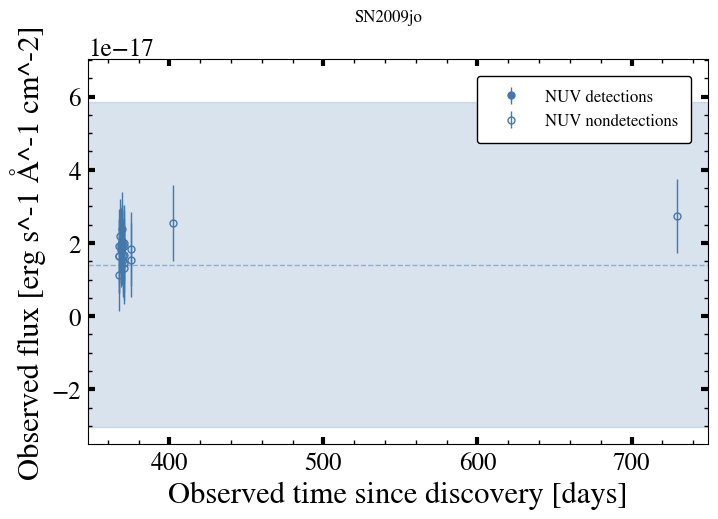 SN2009jo
1e−17
6
4
2
0
−2
Observed flux [erg s^-1 Å^-1 cm^-2]
NUV detections
NUV nondetections
400 500 600 700
Observed time since discovery [days]